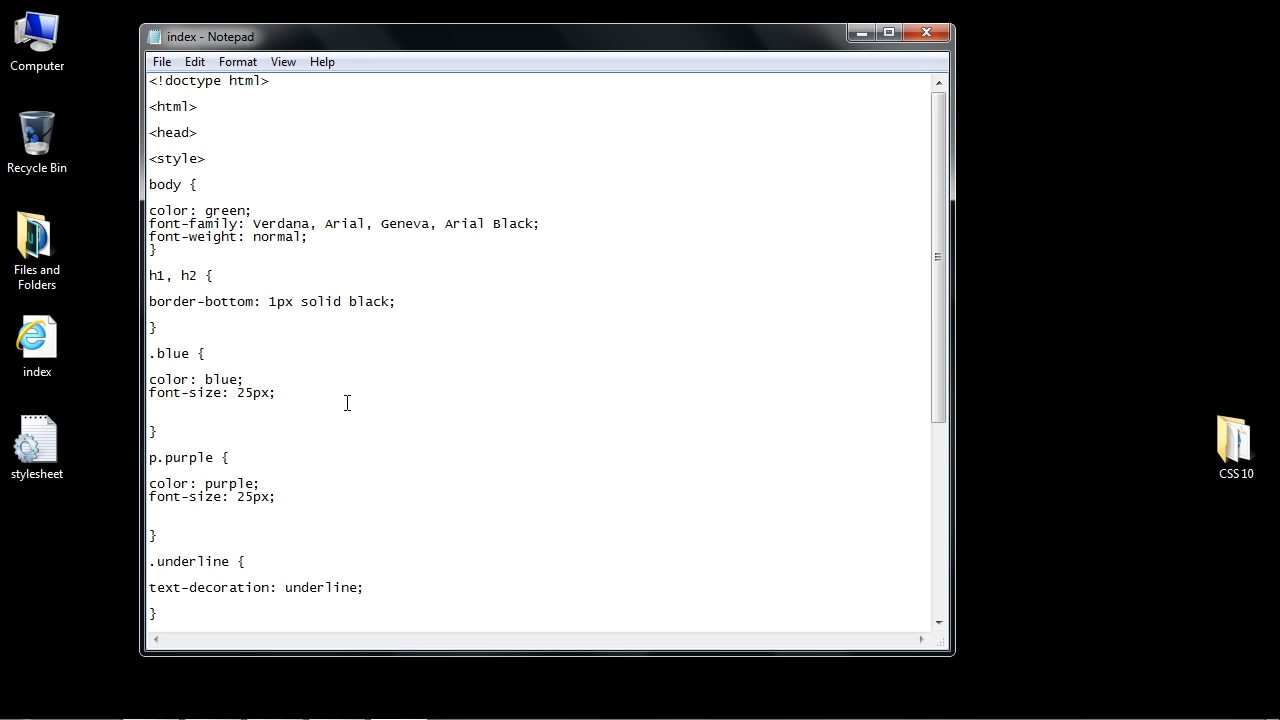 Computer
Recycle Bin
Files and
Folders
index
stylesheet
index - Notepad
File Edit Format View Help
<!doctype html>
<html>
<head>
<style>
body {
color: green;
font-family: Verdana, Arial, Geneva, Arial Black;
font-weight: normal;
}
h1, h2 {
border-bottom: 1px solid black;
}
.blue {
color: blue;
font-size: 25px;
}
p.purple {
color: purple;
font-size: 25px;
}
.underline {
text-decoration: underline;
}
CSS 10